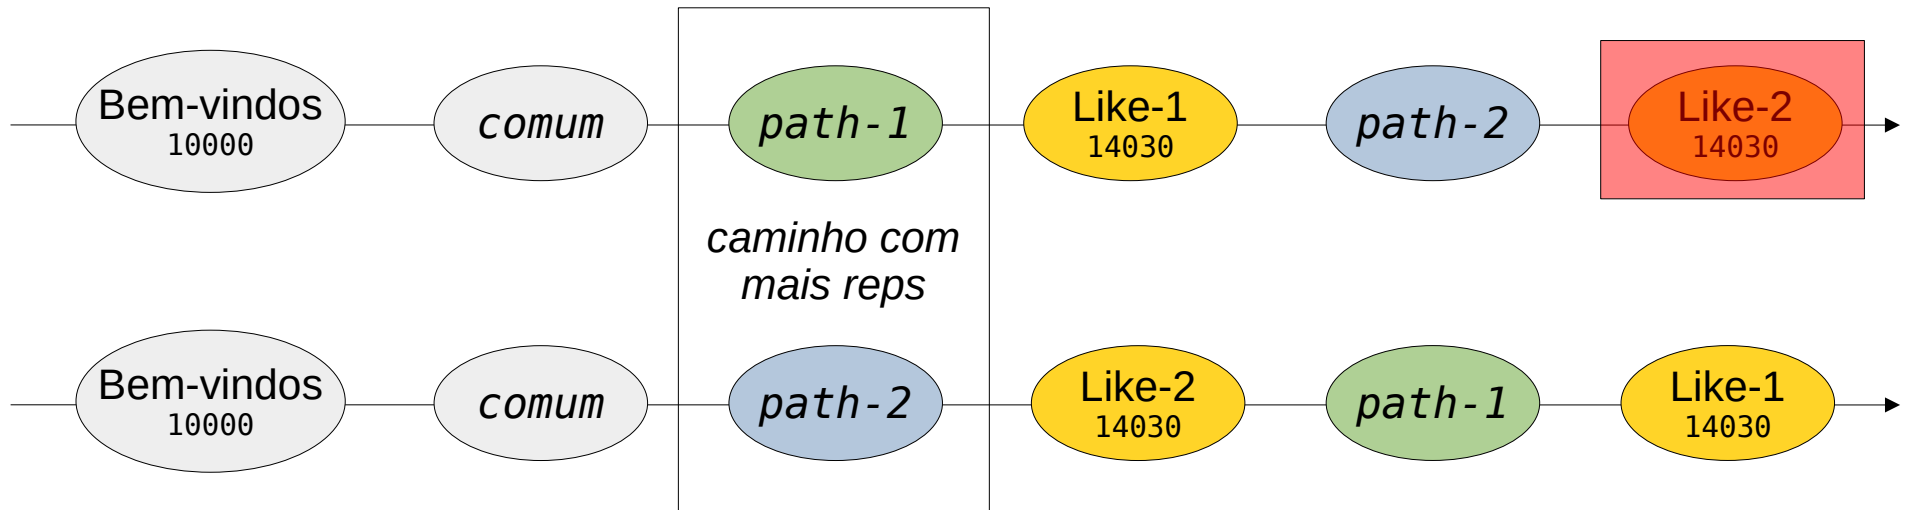 Bem-vindos
10000
comum
path-1
Like-1
14030
path-2
Like-2
14030
caminho com
mais reps
Bem-vindos
10000
comum
path-2
Like-2
14030
path-1
Like-1
14030